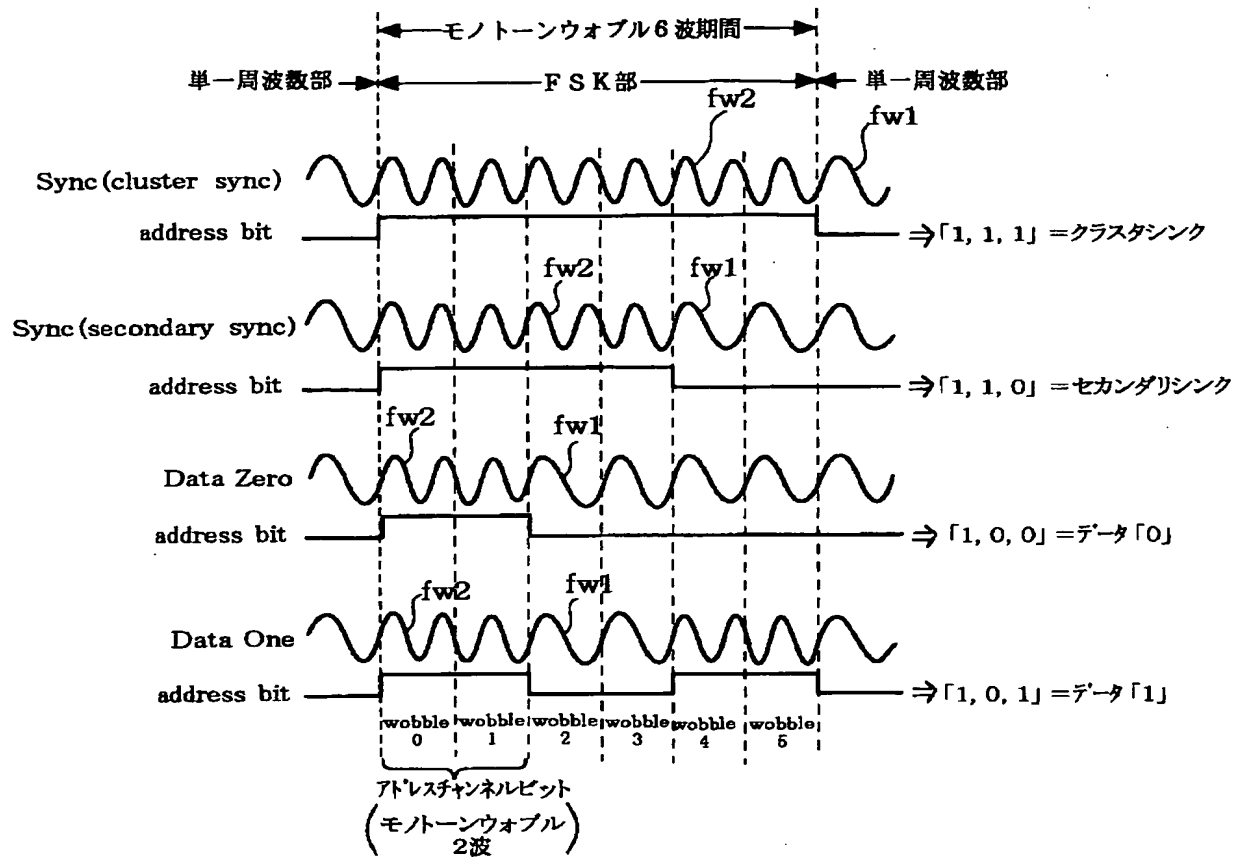 モノトーンウォブル6波期間
単一周波数部 FSK部 単一周波数部
fw2 fw1
Sync(cluster sync)
address bit ⇒「1, 1, 1」=クラスタシンク
fw2 fw1
Sync(secondary sync)
address bit ⇒「1, 1, 0」=セカンダリシンク
fw2 fw1
Data Zero
address bit ⇒「1, 0, 0」=データ「0」
fw2 fw1
Data One
address bit ⇒「1, 0, 1」=データ「1」
wobble wobble wobble wobble wobble wobble
0 1 2 3 4 5
アドレスチャンネルビット
(モノトーンウォブル
2波)